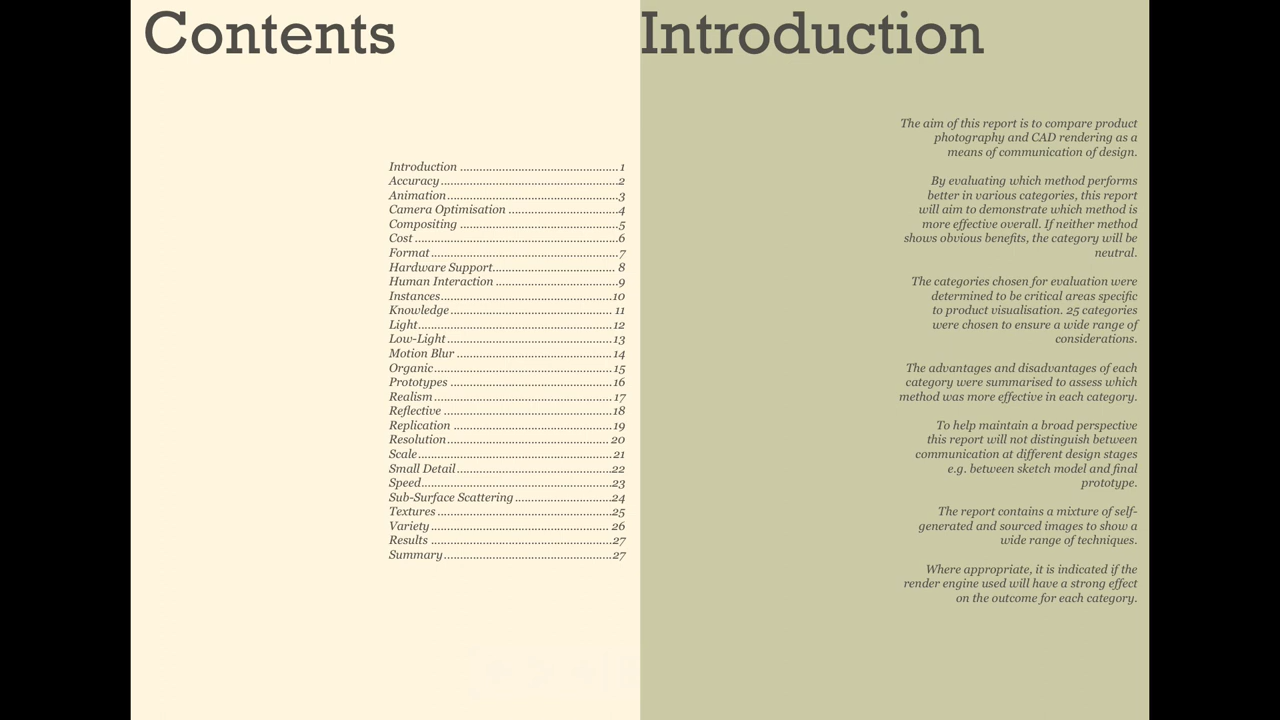 Contents
Introduction ................................................1
Accuracy......................................................2
Animation....................................................3
Camera Optimisation ..................................4
Compositing .................................................5
Cost ..............................................................6
Format.........................................................7
Hardware Support..................................... 8
Human Interaction .....................................9
Instances....................................................10
Knowledge ................................................. 11
Light...........................................................12
Low-Light...................................................13
Motion Blur ................................................14
Organic......................................................15
Prototypes .................................................16
Realism......................................................17
Reflective ...................................................18
Replication ................................................19
Resolution................................................. 20
Scale...........................................................21
Small Detail...............................................22
Speed..........................................................23
Sub-Surface Scattering .............................24
Textures .....................................................25
Variety ...................................................... 26
Results .......................................................27
Summary...................................................27
Introduction
The aim of this report is to compare product
photography and CAD rendering as a
means of communication of design.
By evaluating which method performs
better in various categories, this report
will aim to demonstrate which method is
more effective overall. If neither method
shows obvious benefits, the category will be
neutral.
The categories chosen for evaluation were
determined to be critical areas specific
to product visualisation. 25 categories
were chosen to ensure a wide range of
considerations.
The advantages and disadvantages of each
category were summarised to assess which
method was more effective in each category.
To help maintain a broad perspective
this report will not distinguish between
communication at different design stages
e.g. between sketch model and final
prototype.
The report contains a mixture of self-
generated and sourced images to show a
wide range of techniques.
Where appropriate, it is indicated if the
render engine used will have a strong effect
on the outcome for each category.